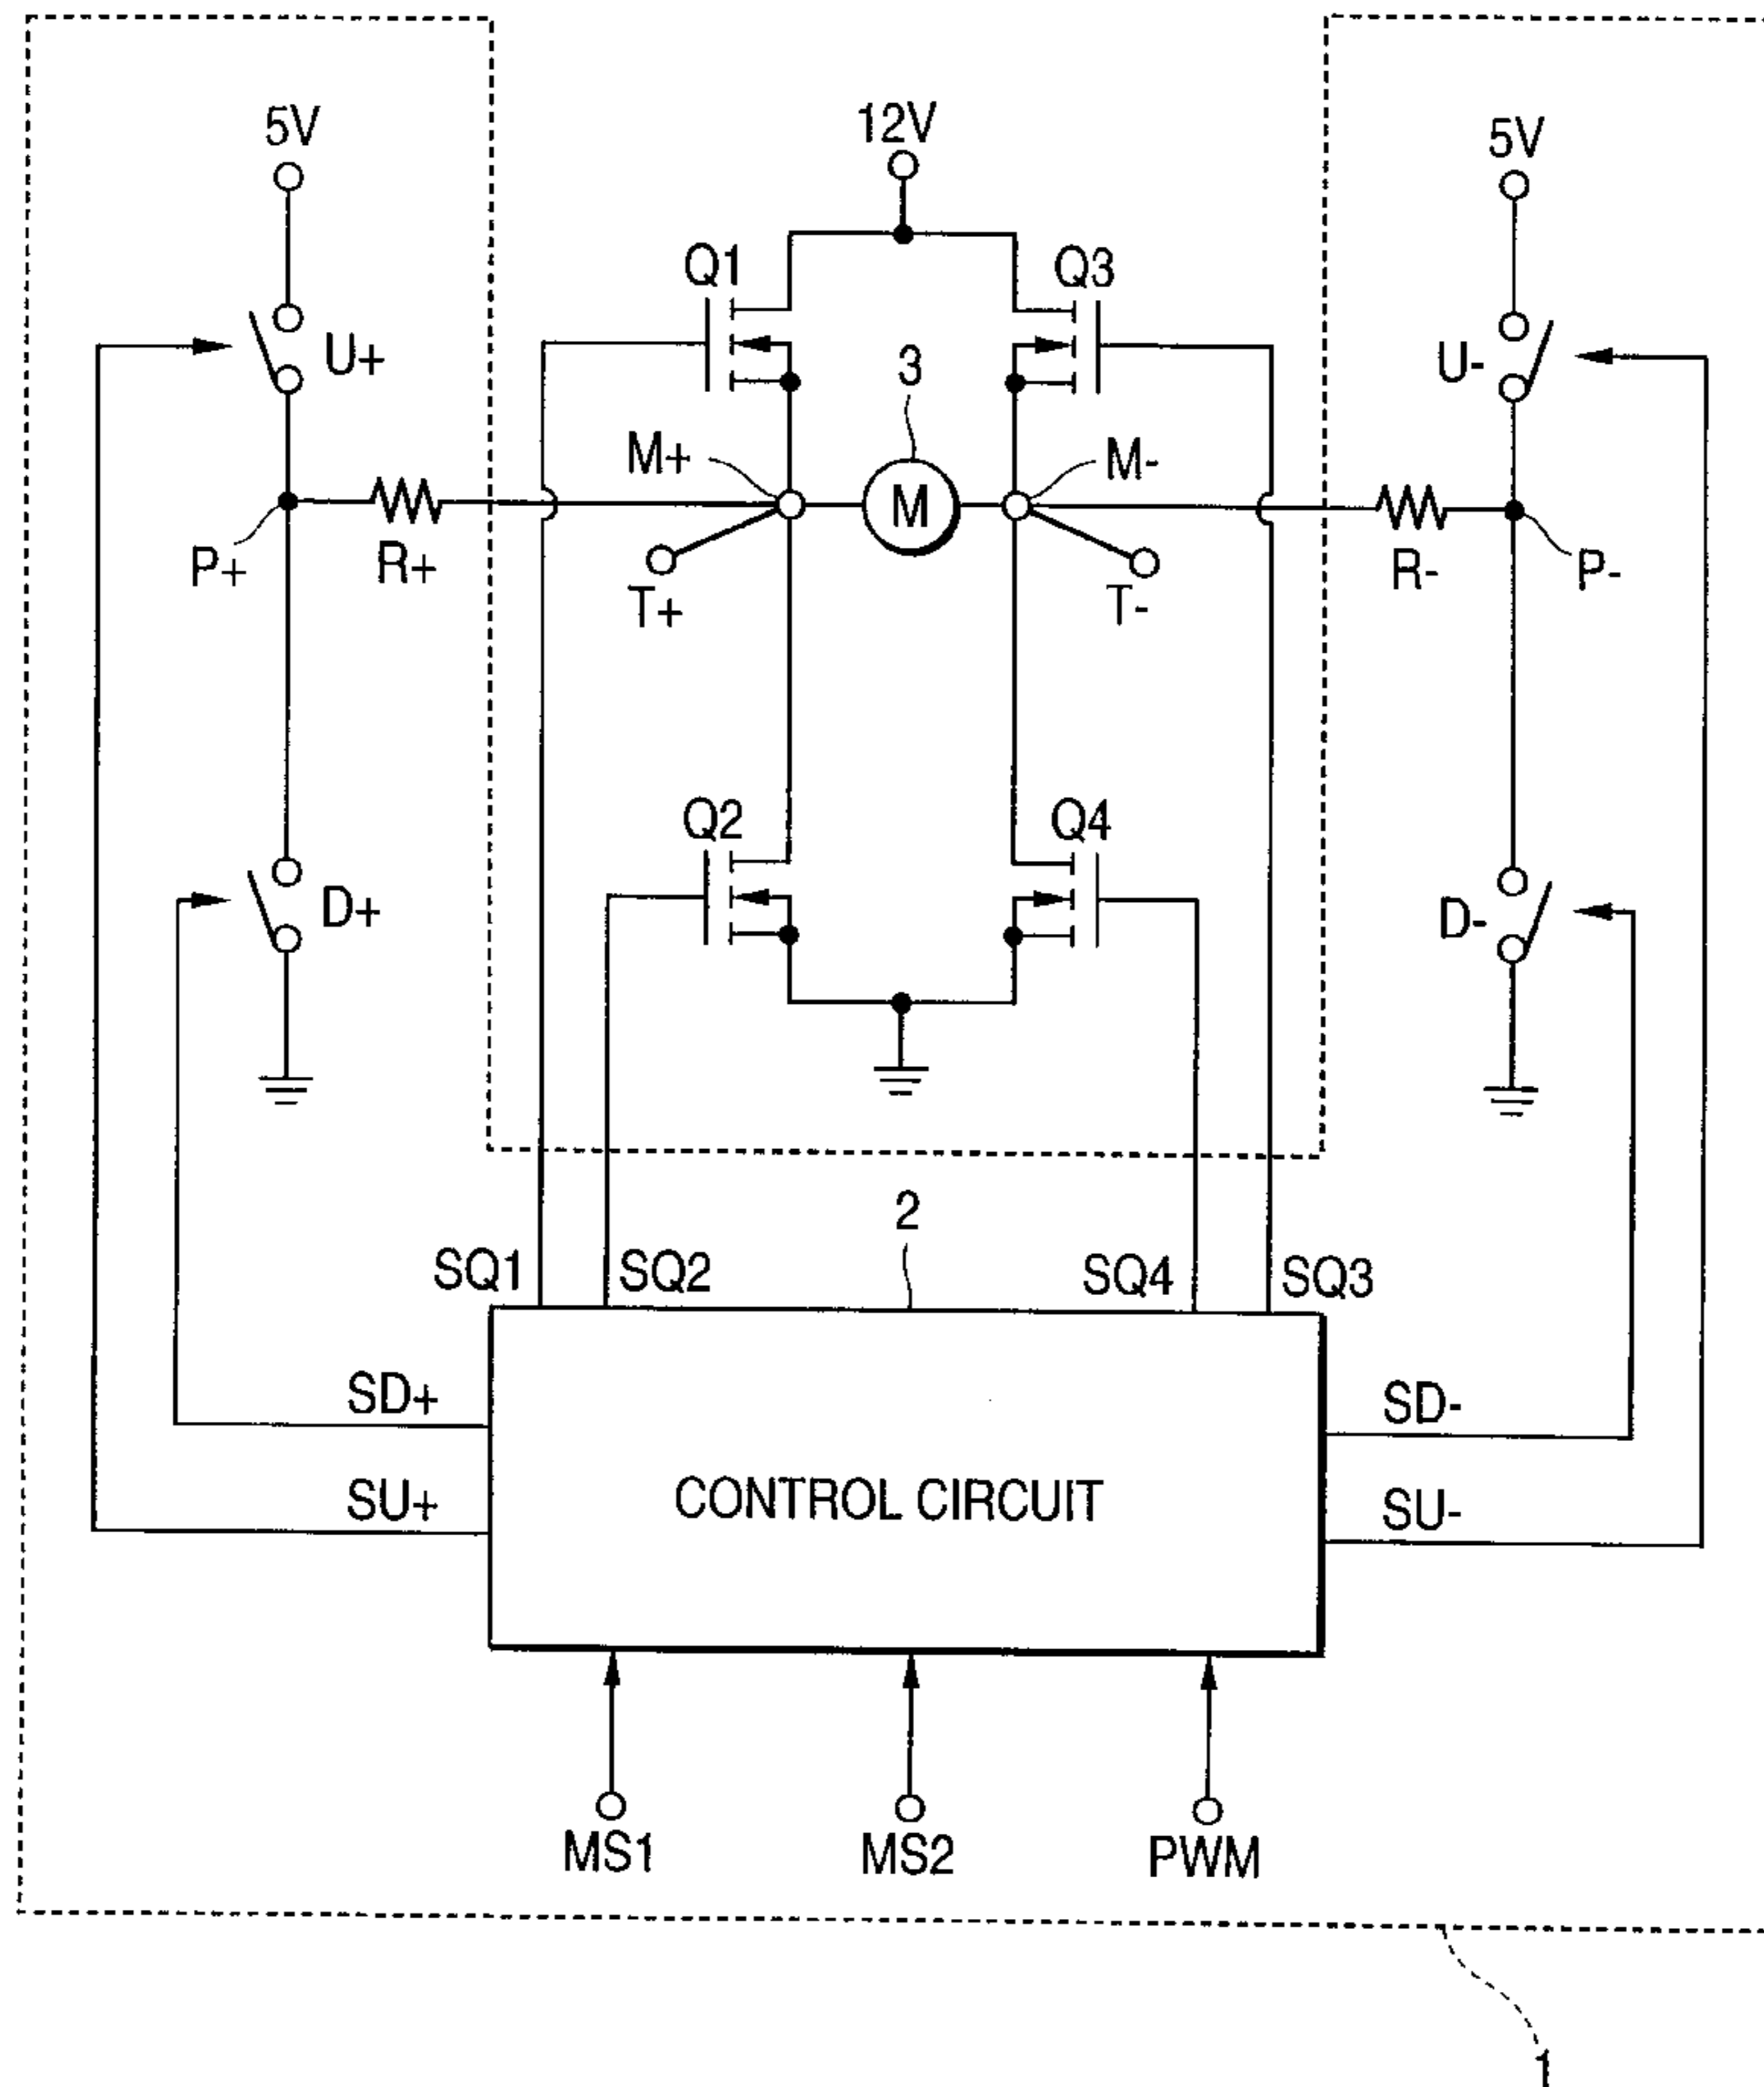 5V
12V
5V
Q1
Q3
U+
3
U-
M+
M-
M
P+
R+
T+
T-
R-
P-
Q2
Q4
D+
D-
2
SQ1
SQ2
SQ4
SQ3
SD+
SD-
SU+
CONTROL CIRCUIT
SU-
MS1
MS2
PWM
1